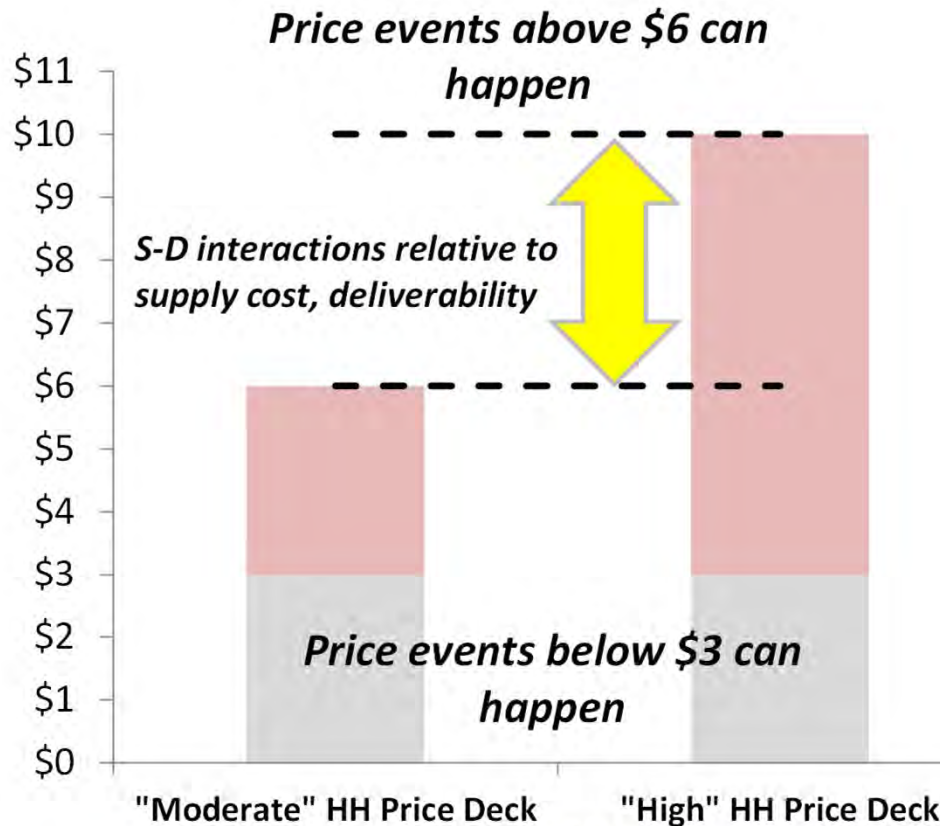 Price events above $6 can
happen
$11
$10
$9
$8
$7
$6
$5
$4
$3
$2
$1
$0
S-D interactions relative to
supply cost, deliverability
Price events below $3 can
happen
"Moderate" HH Price Deck
"High" HH Price Deck